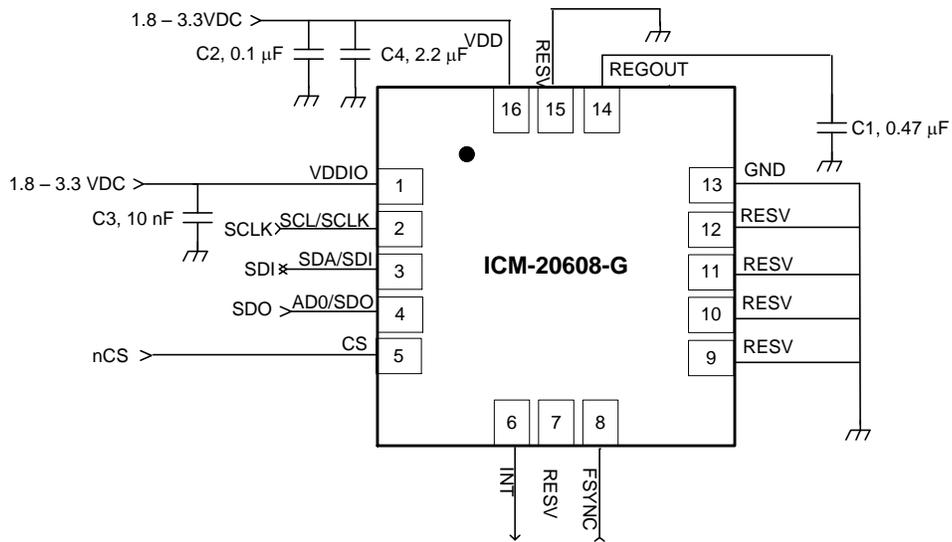 1.8 – 3.3VDC
C2, 0.1 µF
C4, 2.2 µF
VDD
RESV
REGOUT
C1, 0.47 µF
16
15
14
1.8 – 3.3 VDC
VDDIO
1
C3, 10 nF
SCLK
SCL/SCLK
2
SDI
SDA/SDI
3
SDO
AD0/SDO
4
nCS
CS
5
ICM-20608-G
13
GND
12
RESV
11
RESV
10
RESV
9
RESV
6
7
8
INT
RESV
FSYNC